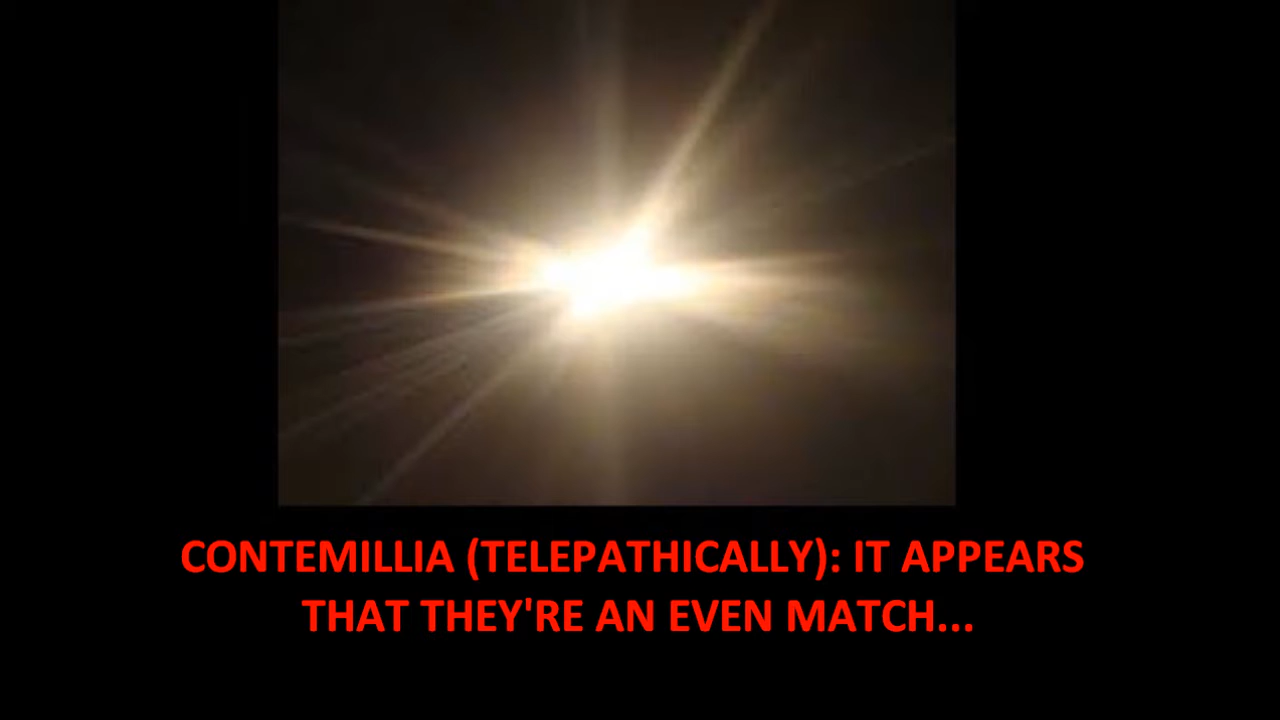 CONTEMILLIA (TELEPATHICALLY): IT APPEARS
THAT THEY'RE AN EVEN MATCH...